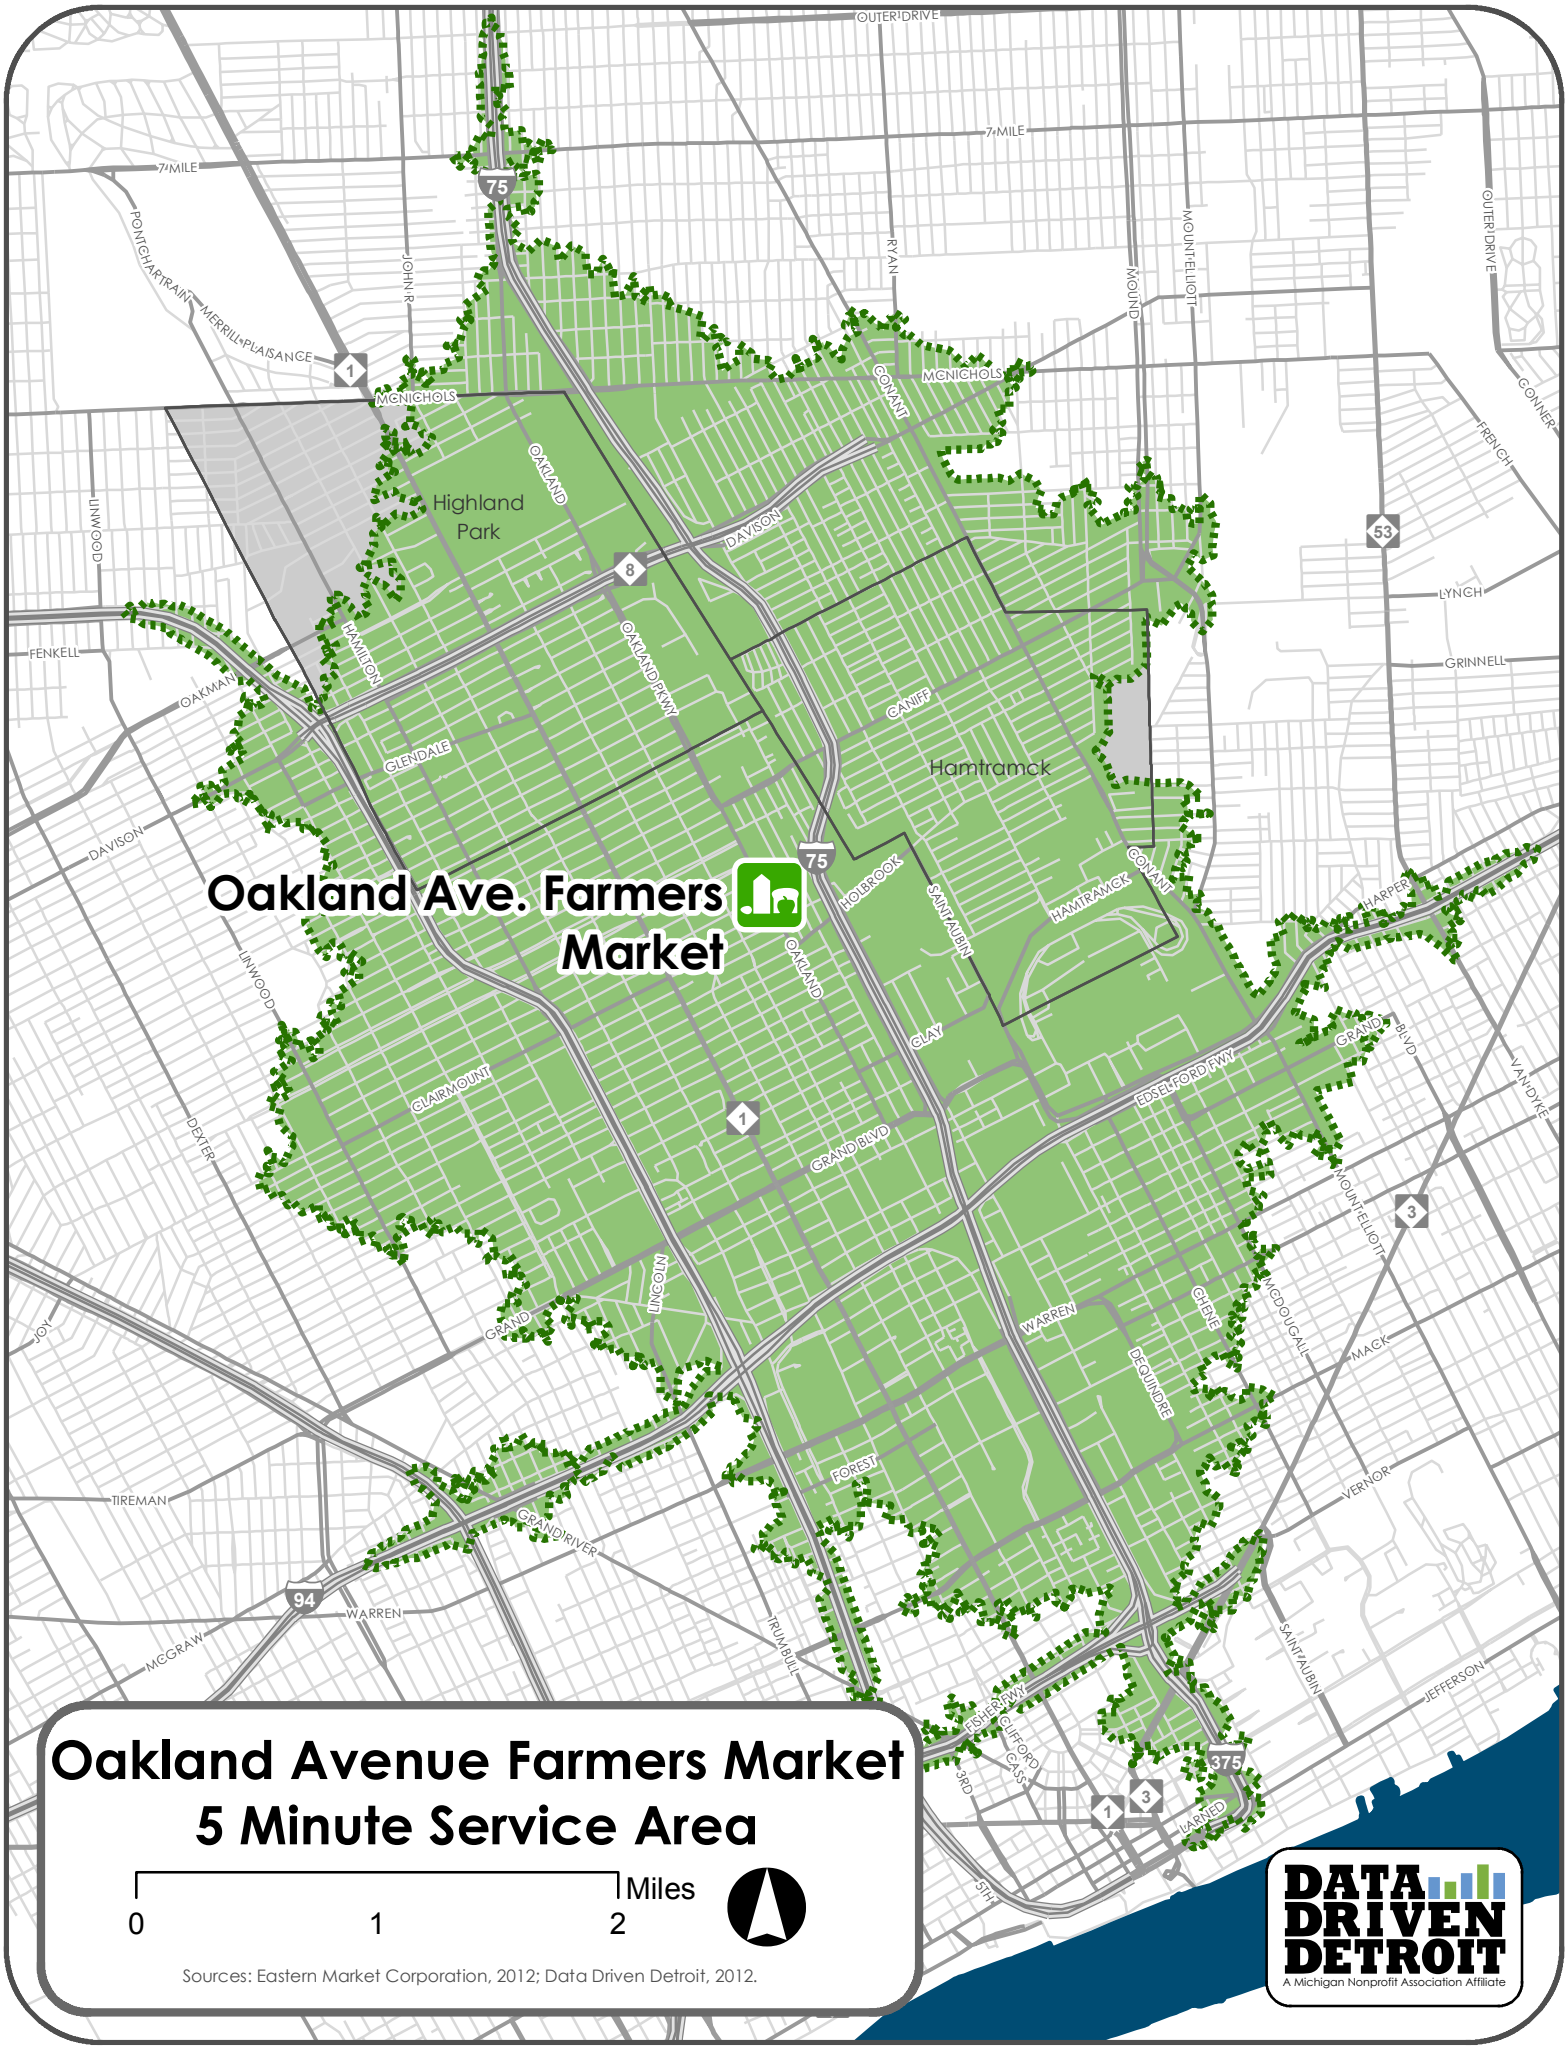 OUTER DRIVE
7 MILE
7 MILE
75
PONTCHARTRAIN
JOHN R
RYAN
MOUND
MOUNT ELLIOTT
OUTER DRIVE
MERRILL PLAISANCE
1
MCNICHOLS
CONANT
MCNICHOLS
CONNER
FRENCH
OAKLAND
Highland
Park
LINWOOD
DAVISON
53
8
LYNCH
FENKELL
HAMILTON
OAKLAND PKWY
GRINNELL
OAKMAN
CANIFF
GLENDALE
Hamtramck
DAVISON
75
HOLBROOK
CONANT
Oakland Ave. Farmers
Market
SAINT AUBIN
HAMTRAMCK
HARPER
LINWOOD
OAKLAND
CLAY
GRAND
BLVD
EDSEL FORD FWY
VAN DYKE
CLAIRMOUNT
DEXTER
1
GRAND BLVD
MOUNT ELLIOTT
3
LINCOLN
CHENE
MCDOUGALL
JOY
GRAND
WARREN
MACK
DEQUINDRE
FOREST
VERNOR
TIREMAN
GRAND RIVER
94
WARREN
MCGRAW
TRUMBULL
SAINT AUBIN
JEFFERSON
FISHER FWY
CLIFFORD
CASS
3RD
375
1
3
LARNED
5TH
Oakland Avenue Farmers Market
5 Minute Service Area
Miles
0 1 2
Sources: Eastern Market Corporation, 2012; Data Driven Detroit, 2012.
DATA
DRIVEN
DETROIT
A Michigan Nonprofit Association Affiliate